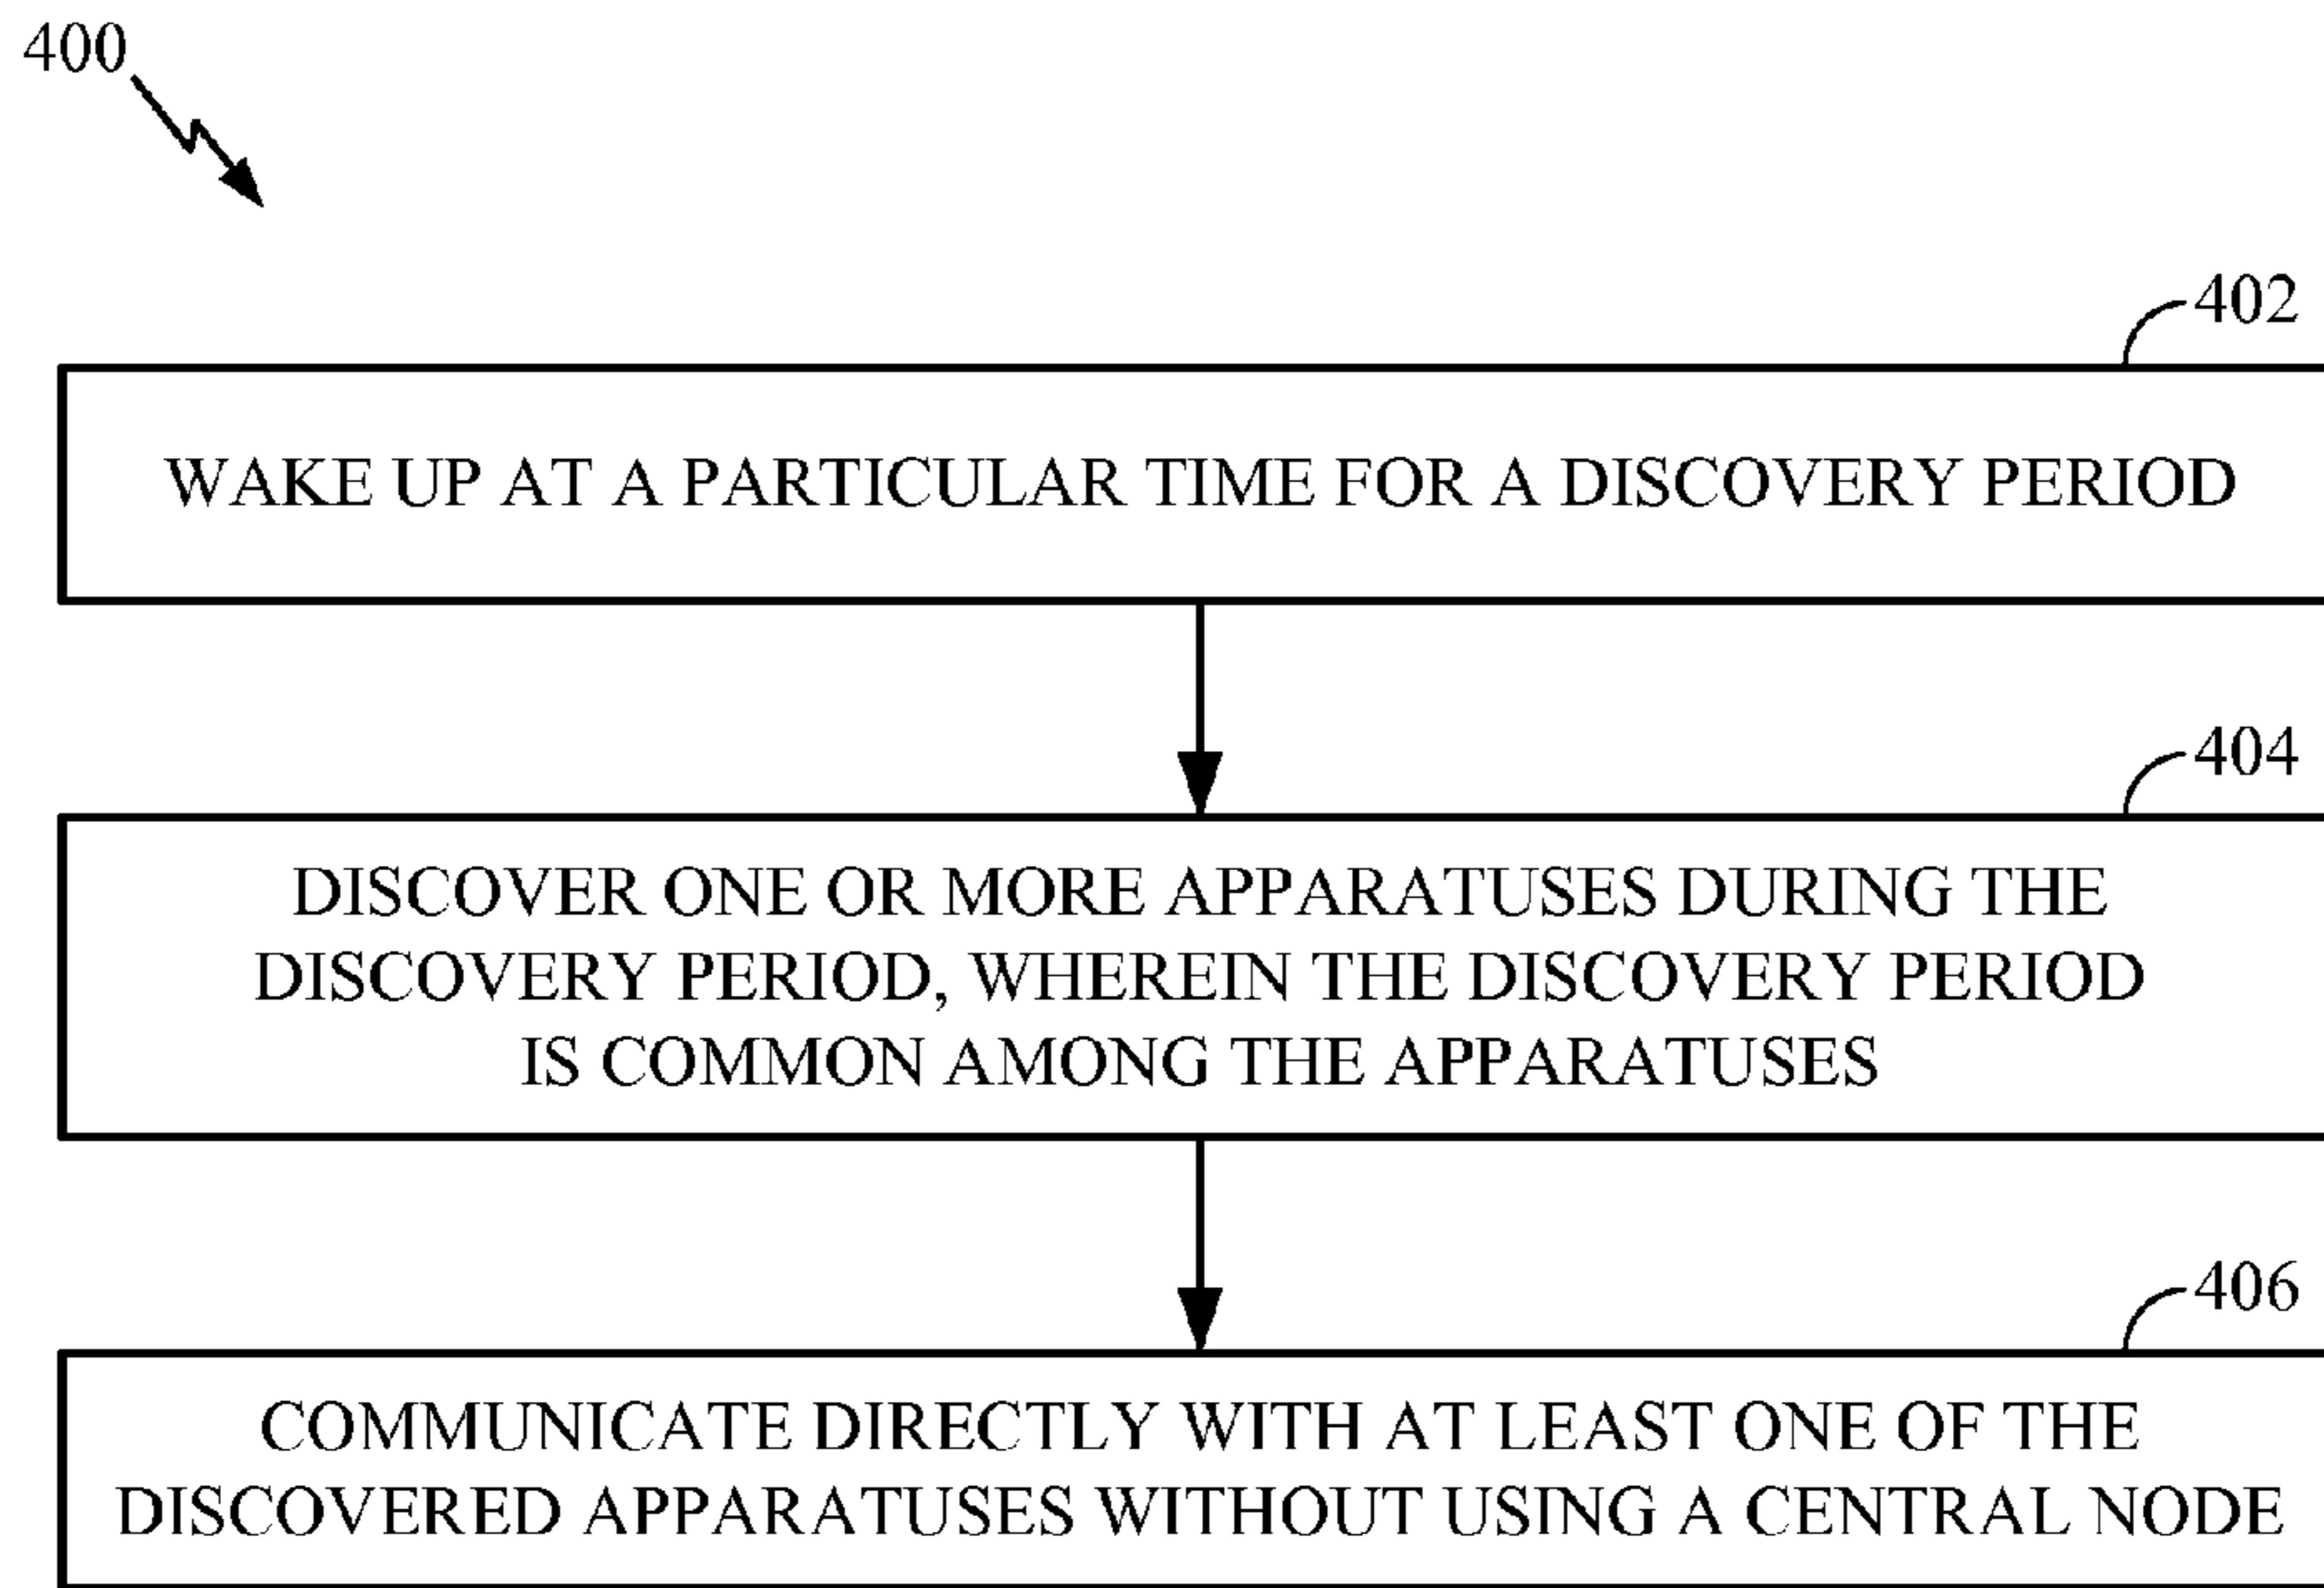 400
402
WAKE UP AT A PARTICULAR TIME FOR A DISCOVERY PERIOD
404
DISCOVER ONE OR MORE APPARATUSES DURING THE
DISCOVERY PERIOD, WHEREIN THE DISCOVERY PERIOD
IS COMMON AMONG THE APPARATUSES
406
COMMUNICATE DIRECTLY WITH AT LEAST ONE OF THE
DISCOVERED APPARATUSES WITHOUT USING A CENTRAL NODE